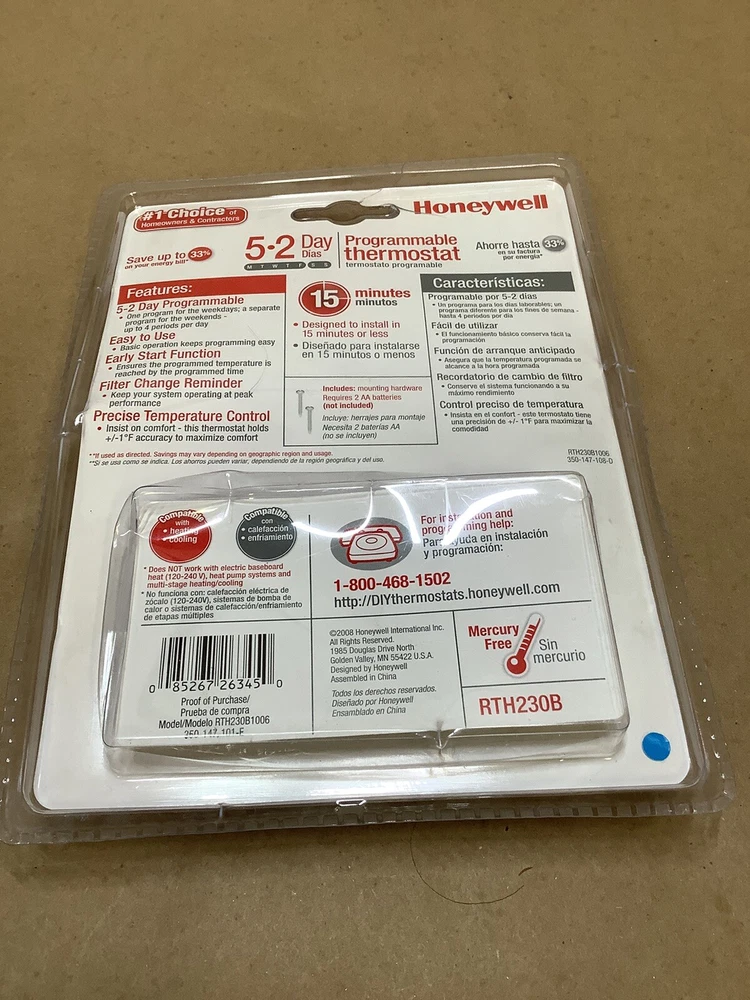 #1 Choice of
Homeowners & Contractors
Honeywell
Save up to 33%
on your energy bill*
5•2 Day
Días
M T W T F S S
Programmable
thermostat
termostato programable
Ahorre hasta 33%
en su factura
por energía*
Features:
5-2 Day Programmable
• One program for the weekdays; a separate
program for the weekends -
up to 4 periods per day
Easy to Use
• Basic operation keeps programming easy
Early Start Function
• Ensures the programmed temperature is
reached by the programmed time
Filter Change Reminder
• Keep your system operating at peak
performance
Precise Temperature Control
• Insist on comfort - this thermostat holds
+/-1°F accuracy to maximize comfort
15 minutes
minutos
• Designed to install in
15 minutes or less
• Diseñado para instalarse
en 15 minutos o menos
Includes: mounting hardware
Requires 2 AA batteries
(not included)
Incluye: herrajes para montaje
Necesita 2 baterías AA
(no se incluyen)
Características:
Programable por 5-2 días
• Un programa para los días laborables; un
programa diferente para los fines de semana -
hasta 4 períodos por día
Fácil de utilizar
• El funcionamiento básico conserva fácil la
programación
Función de arranque anticipado
• Asegura que la temperatura programada se
alcance a la hora programada
Recordatorio de cambio de filtro
• Conserve el sistema funcionando a su
máximo rendimiento
Control preciso de temperatura
• Insista en el confort - este termostato tiene
una precisión de +/- 1°F para maximizar la
comodidad
**If used as directed. Savings may vary depending on geographic region and usage.
**Si se usa como se indica. Los ahorros pueden variar, dependiendo de la región geográfica y del uso.
RTH230B1006
350-147-108-D
Compatible
with
• heating
• cooling
Compatible
con
• calefacción
• enfriamiento
* Does NOT work with electric baseboard
heat (120-240 V), heat pump systems and
multi-stage heating/cooling
* No funciona con: calefacción eléctrica de
zócalo (120-240V), sistemas de bomba de
calor o sistemas de calefacción/enfriamiento
de etapas múltiples
For installation and
programming help:
Para ayuda en instalación
y programación:
1-800-468-1502
http://DIYthermostats.honeywell.com
0 85267 26345 0
Proof of Purchase/
Prueba de compra
Model/Modelo RTH230B1006
350-147-101-E
©2008 Honeywell International Inc.
All Rights Reserved.
1985 Douglas Drive North
Golden Valley, MN 55422 U.S.A.
Designed by Honeywell
Assembled in China
Todos los derechos reservados.
Diseñado por Honeywell
Ensamblado en China
Mercury
Free
Sin
mercurio
RTH230B